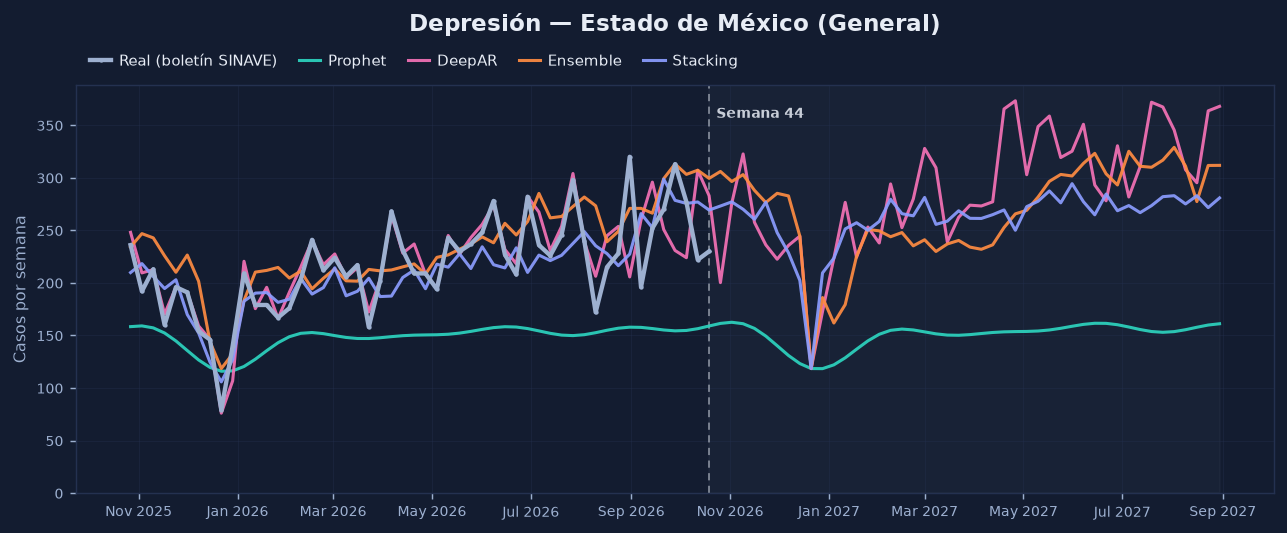 Depresión — Estado de México (General)
Real (boletín SINAVE) Prophet DeepAR Ensemble Stacking
Semana 44
Casos por semana
350
300
250
200
150
100
50
0
Nov 2025 Jan 2026 Mar 2026 May 2026 Jul 2026 Sep 2026 Nov 2026 Jan 2027 Mar 2027 May 2027 Jul 2027 Sep 2027